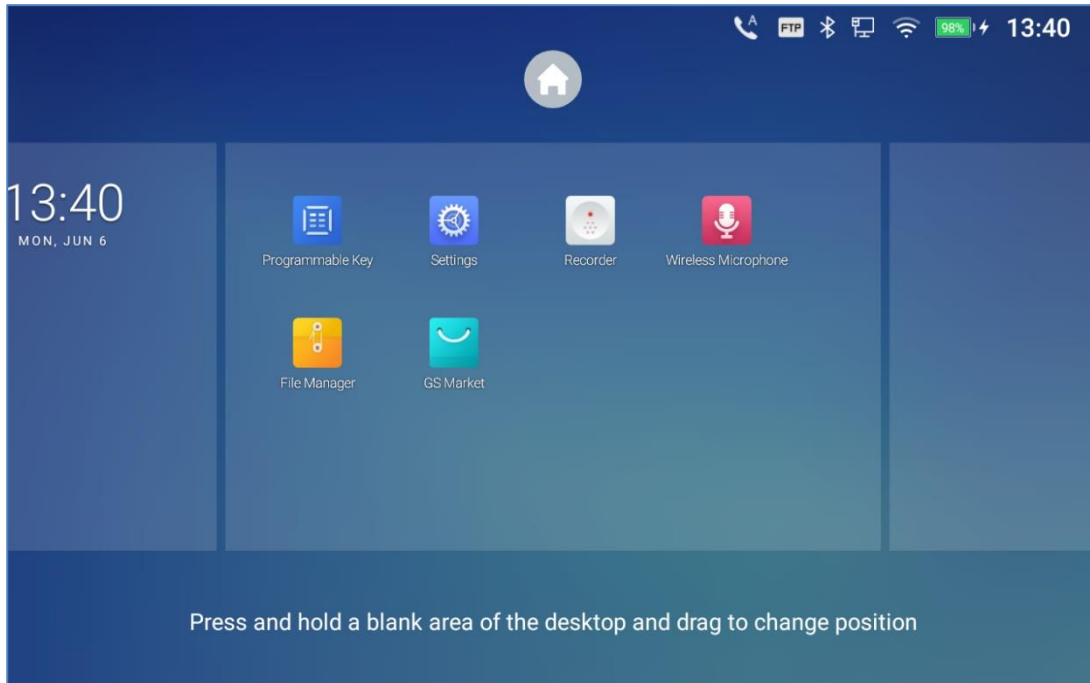 A FTP 98% 13:40
13:40
MON, JUN 6
Programmable Key Settings Recorder Wireless Microphone
File Manager GS Market
Press and hold a blank area of the desktop and drag to change position